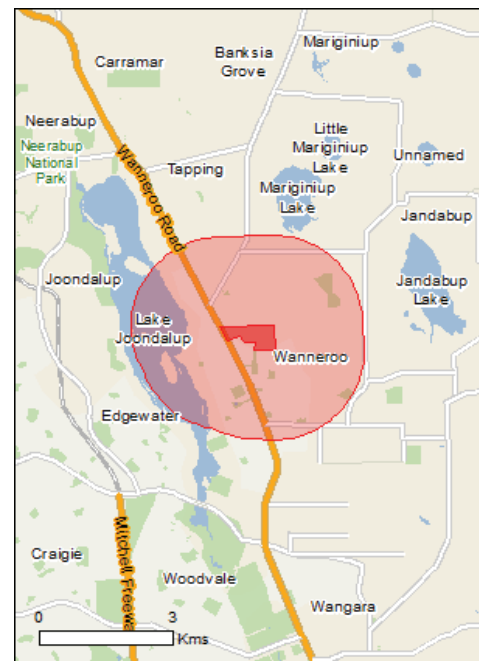 Mariginiup
Banksia
Grove
Carramar
Neerabup
Neerabup
National
Park
Wanneroo Road
Tapping
Little
Mariginiup
Lake
Unnamed
Mariginiup
Lake
Jandabup
Joondalup
Jandabup
Lake
Lake
Joondalup
Wanneroo
Edgewater
Mitchell Freewa
Craigie
Woodvale
Wangara
0
3
Kms